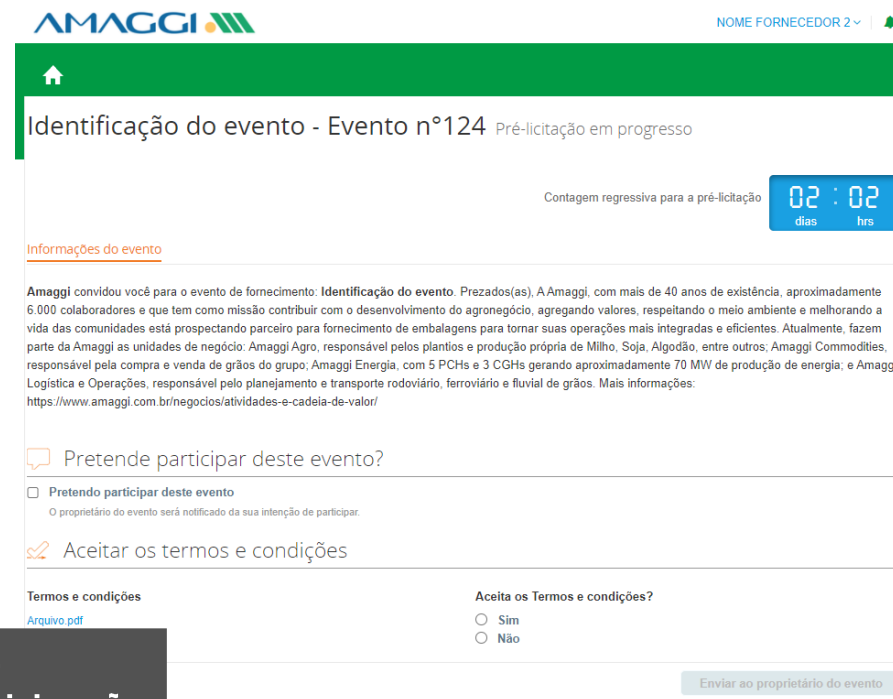 AMAGGI
NOME FORNECEDOR 2
Identificação do evento - Evento n°124 Pré-licitação em progresso
Contagem regressiva para a pré-licitação
02 : 02
dias hrs
Informações do evento
Amaggi convidou você para o evento de fornecimento: Identificação do evento. Prezados(as), A Amaggi, com mais de 40 anos de existência, aproximadamente
6.000 colaboradores e que tem como missão contribuir com o desenvolvimento do agronegócio, agregando valores, respeitando o meio ambiente e melhorando a
vida das comunidades está prospectando parceiro para fornecimento de embalagens para tornar suas operações mais integradas e eficientes. Atualmente, fazem
parte da Amaggi as unidades de negócio: Amaggi Agro, responsável pelos plantios e produção própria de Milho, Soja, Algodão, entre outros; Amaggi Commodities,
responsável pela compra e venda de grãos do grupo; Amaggi Energia, com 5 PCHs e 3 CGHs gerando aproximadamente 70 MW de produção de energia; e Amagg
Logística e Operações, responsável pelo planejamento e transporte rodoviário, ferroviário e fluvial de grãos. Mais informações:
https://www.amaggi.com.br/negocios/atividades-e-cadeia-de-valor/
Pretende participar deste evento?
Pretendo participar deste evento
O proprietário do evento será notificado da sua intenção de participar.
Aceitar os termos e condições
Termos e condições
Aceita os Termos e condições?
Arquivo.pdf
Sim
Não
Enviar ao proprietário do evento